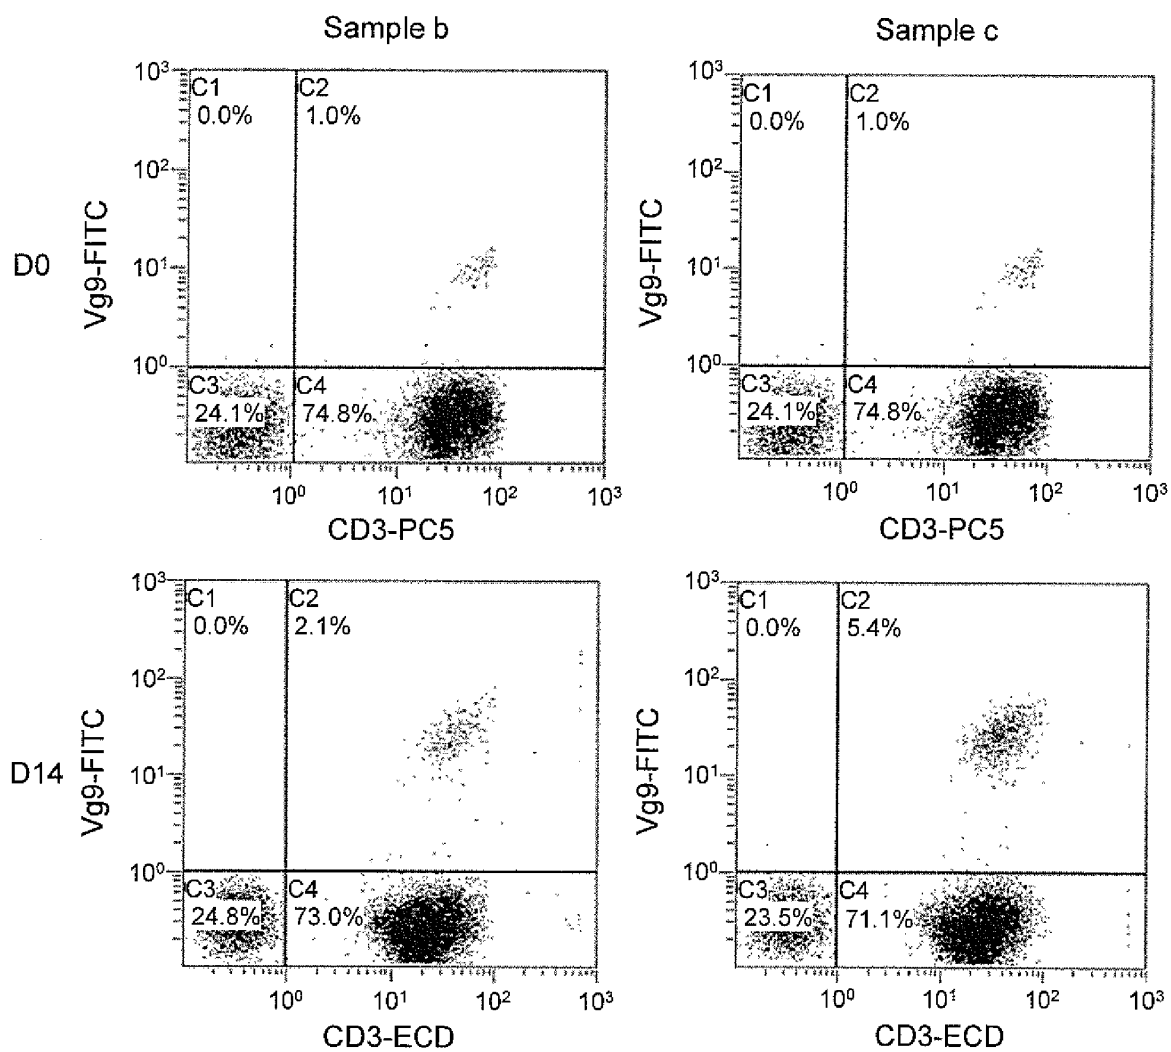 Sample b
Sample c
10³
C1
0.0%
C2
1.0%
10²
10¹
10⁰
C3
24.1%
C4
74.8%
Vg9-FITC
D0
10⁰
10¹
10²
10³
CD3-PC5
10³
C1
0.0%
C2
1.0%
10²
10¹
10⁰
C3
24.1%
C4
74.8%
Vg9-FITC
10⁰
10¹
10²
10³
CD3-PC5
10³
C1
0.0%
C2
2.1%
10²
10¹
10⁰
C3
24.8%
C4
73.0%
Vg9-FITC
D14
10⁰
10¹
10²
10³
CD3-ECD
10³
C1
0.0%
C2
5.4%
10²
10¹
10⁰
C3
23.5%
C4
71.1%
Vg9-FITC
10⁰
10¹
10²
10³
CD3-ECD